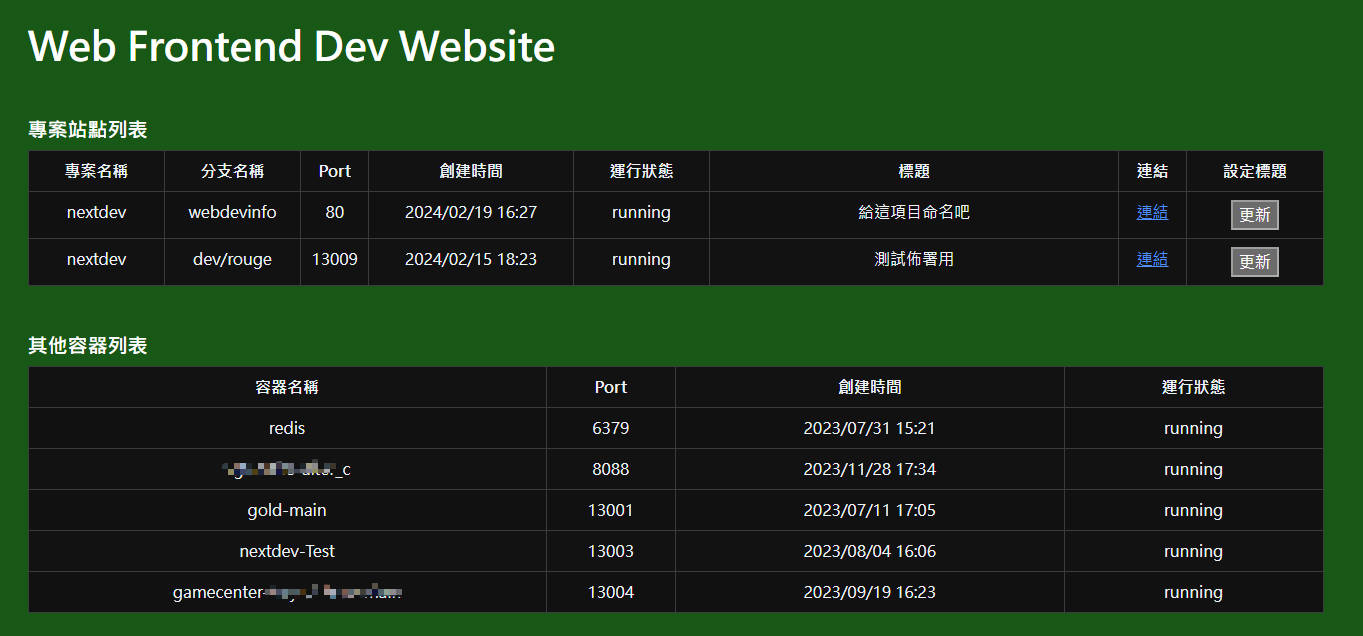 Web Frontend Dev Website
專案站點列表
專案名稱 分支名稱 Port 創建時間 運行狀態 標題 連結 設定標題
nextdev webdevinfo 80 2024/02/19 16:27 running 給這項目命名吧 連結 更新
nextdev dev/rouge 13009 2024/02/15 18:23 running 測試佈署用 連結 更新
其他容器列表
容器名稱 Port 創建時間 運行狀態
redis 6379 2023/07/31 15:21 running
8088 2023/11/28 17:34 running
gold-main 13001 2023/07/11 17:05 running
nextdev-Test 13003 2023/08/04 16:06 running
gamecenter- 13004 2023/09/19 16:23 running